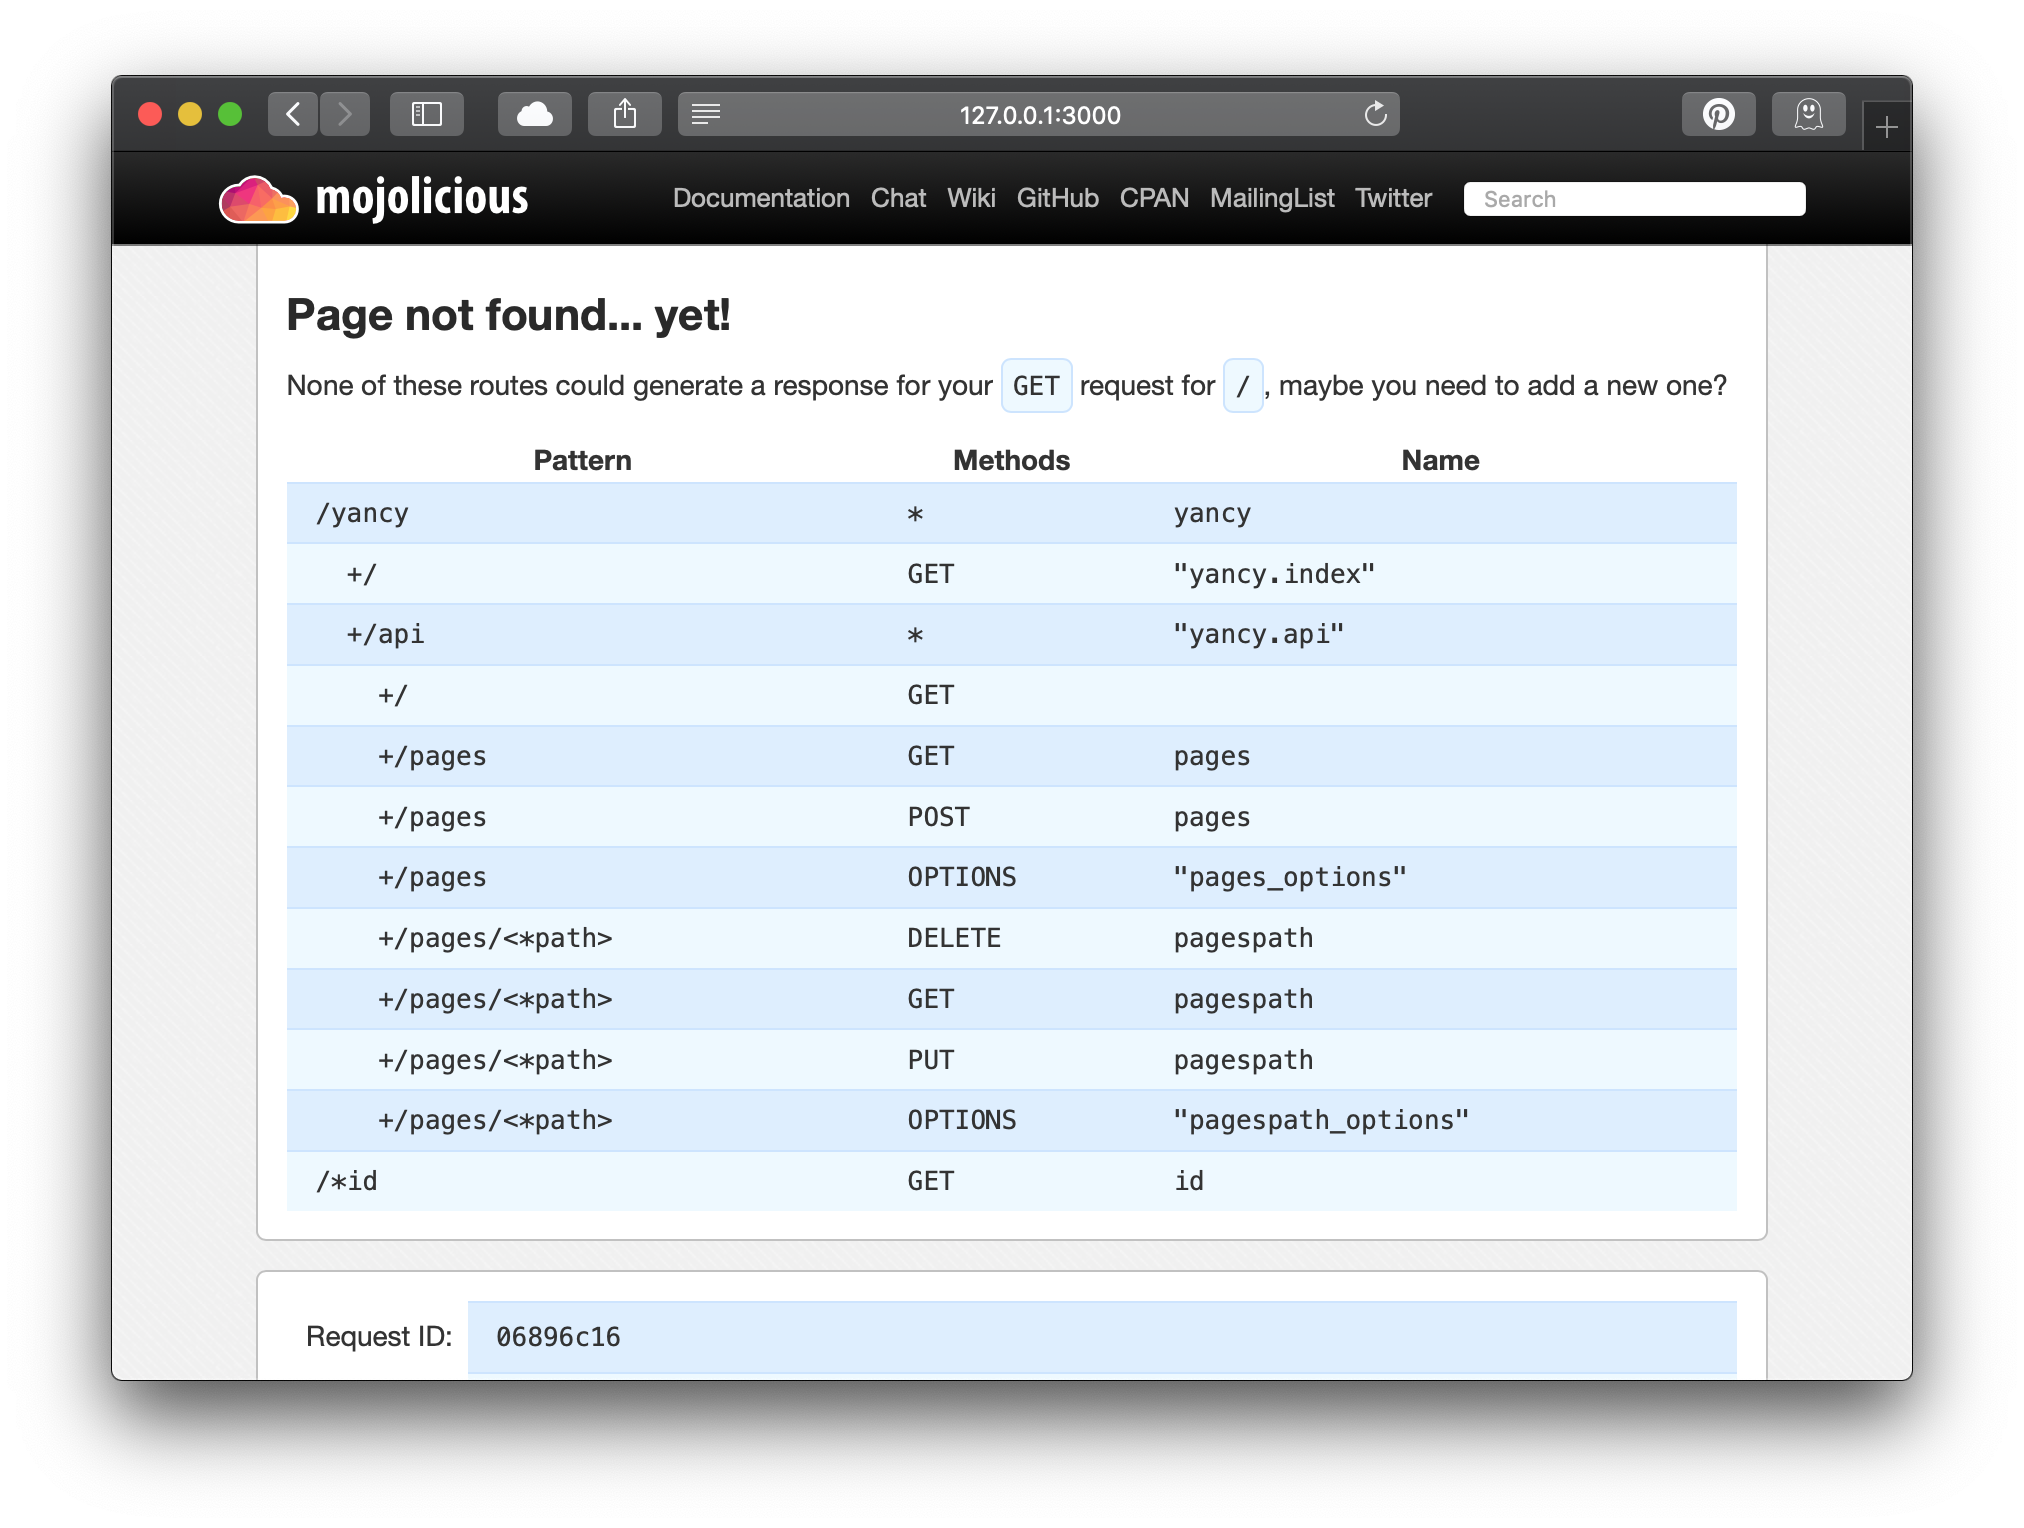 127.0.0.1:3000
mojolicious Documentation Chat Wiki GitHub CPAN MailingList Twitter Search
Page not found... yet!
None of these routes could generate a response for your GET request for /, maybe you need to add a new one?
Pattern Methods Name
/yancy * yancy
+/ GET "yancy.index"
+/api * "yancy.api"
+/ GET
+/pages GET pages
+/pages POST pages
+/pages OPTIONS "pages_options"
+/pages/<*path> DELETE pagespath
+/pages/<*path> GET pagespath
+/pages/<*path> PUT pagespath
+/pages/<*path> OPTIONS "pagespath_options"
/*id GET id
Request ID: 06896c16